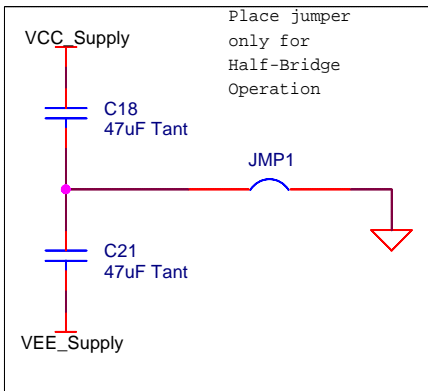 Place jumper
only for
Half-Bridge
Operation
VCC_Supply
C18
47uF Tant
JMP1
C21
47uF Tant
VEE_Supply